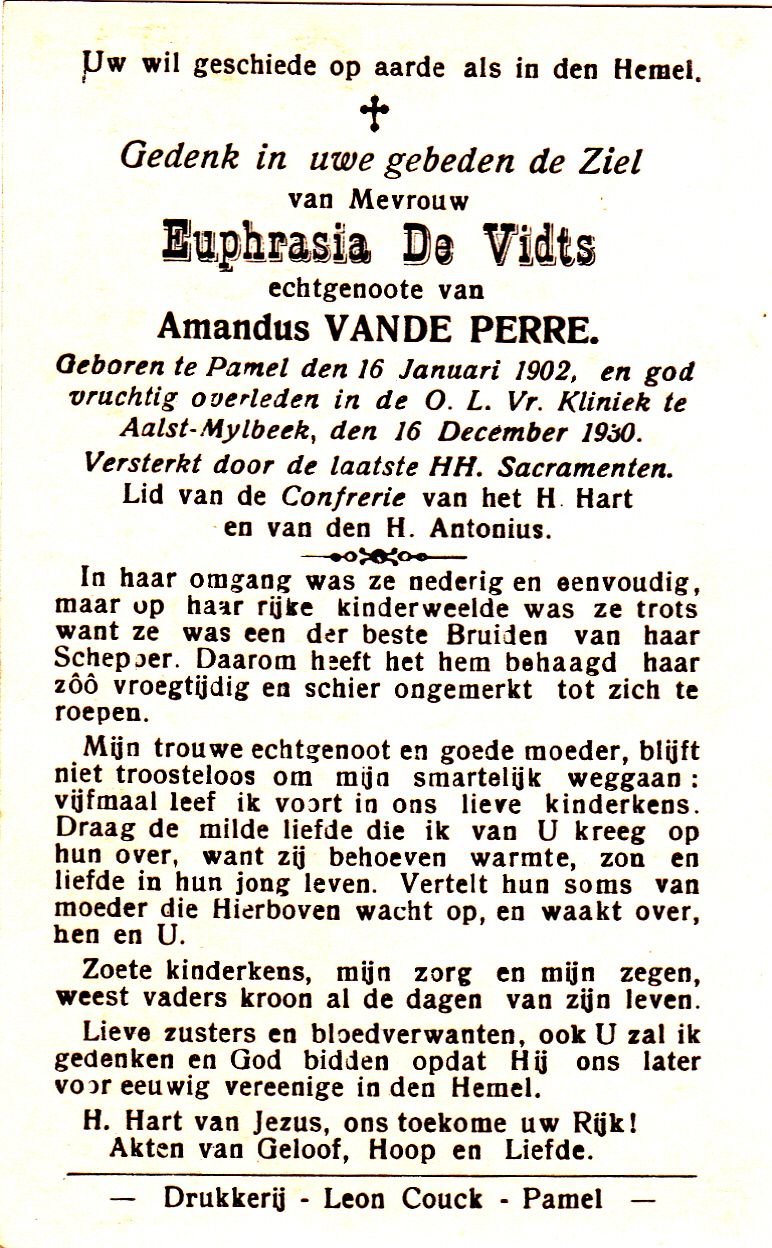 Uw wil geschiede op aarde als in den Hemel.
Gedenk in uwe gebeden de Ziel
van Mevrouw
Euphrasia De Vidts
echtgenoote van
Amandus VANDE PERRE.
Geboren te Pamel den 16 Januari 1902, en god
vruchtig overleden in de O. L. Vr. Kliniek te
Aalst-Mylbeek, den 16 December 1930.
Versterkt door de laatste HH. Sacramenten.
Lid van de Confrerie van het H. Hart
en van den H. Antonius.
In haar omgang was ze nederig en eenvoudig,
maar op haar rijke kinderweelde was ze trots
want ze was een der beste Bruiden van haar
Schepper. Daarom heeft het hem behaagd haar
zôô vroegtijdig en schier ongemerkt tot zich te
roepen.
Mijn trouwe echtgenoot en goede moeder, blijft
niet troosteloos om mijn smartelijk weggaan :
vijfmaal leef ik voort in ons lieve kinderkens.
Draag de milde liefde die ik van U kreeg op
hun over, want zij behoeven warmte, zon en
liefde in hun jong leven. Vertelt hun soms van
moeder die Hierboven wacht op, en waakt over,
hen en U.
Zoete kinderkens, mijn zorg en mijn zegen,
weest vaders kroon al de dagen van zijn leven.
Lieve zusters en bloedverwanten, ook U zal ik
gedenken en God bidden opdat Hij ons later
voor eeuwig vereenige in den Hemel.
H. Hart van Jezus, ons toekome uw Rijk!
Akten van Geloof, Hoop en Liefde.
— Drukkerij - Leon Couck - Pamel —